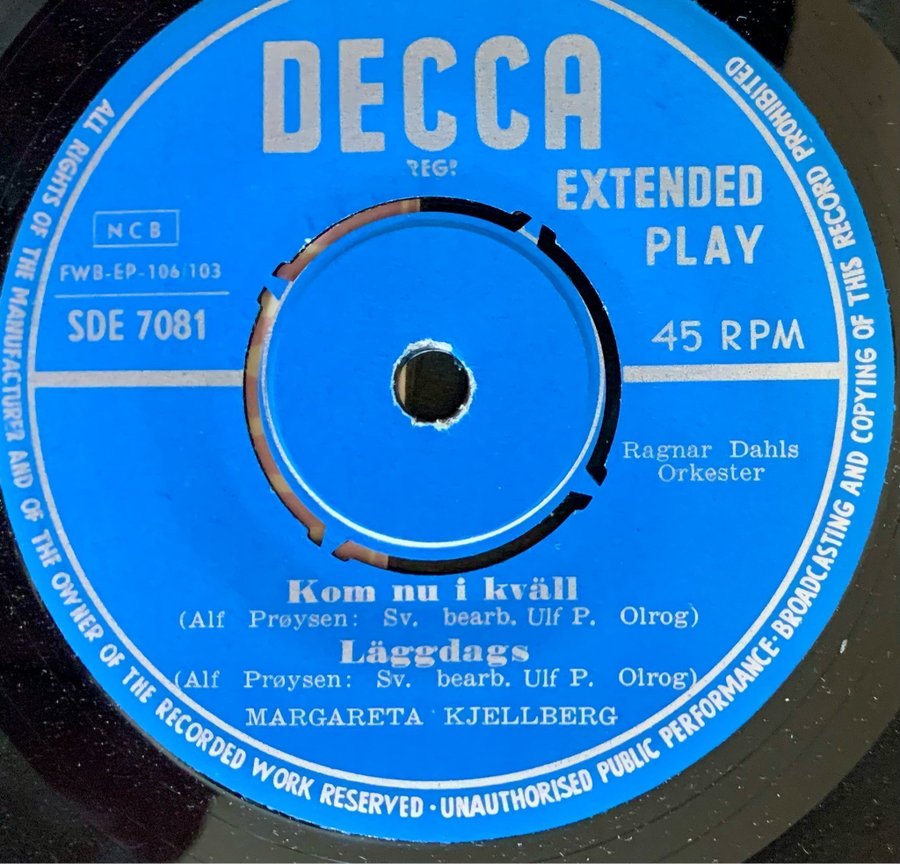 DECCA
REGD
EXTENDED
PLAY
NCB
FWB-EP-106/103
SDE 7081
45 RPM
Ragnar Dahls
Orkester
Kom nu i kväll
(Alf Prøysen: Sv. bearb. Ulf P. Olrog)
Läggdags
(Alf Prøysen: Sv. bearb. Ulf P. Olrog)
MARGARETA KJELLBERG
ALL RIGHTS OF THE MANUFACTURER AND OF THE OWNER OF THE RECORDED WORK RESERVED · UNAUTHORISED PUBLIC PERFORMANCE · BROADCASTING AND COPYING OF THIS RECORD PROHIBITED